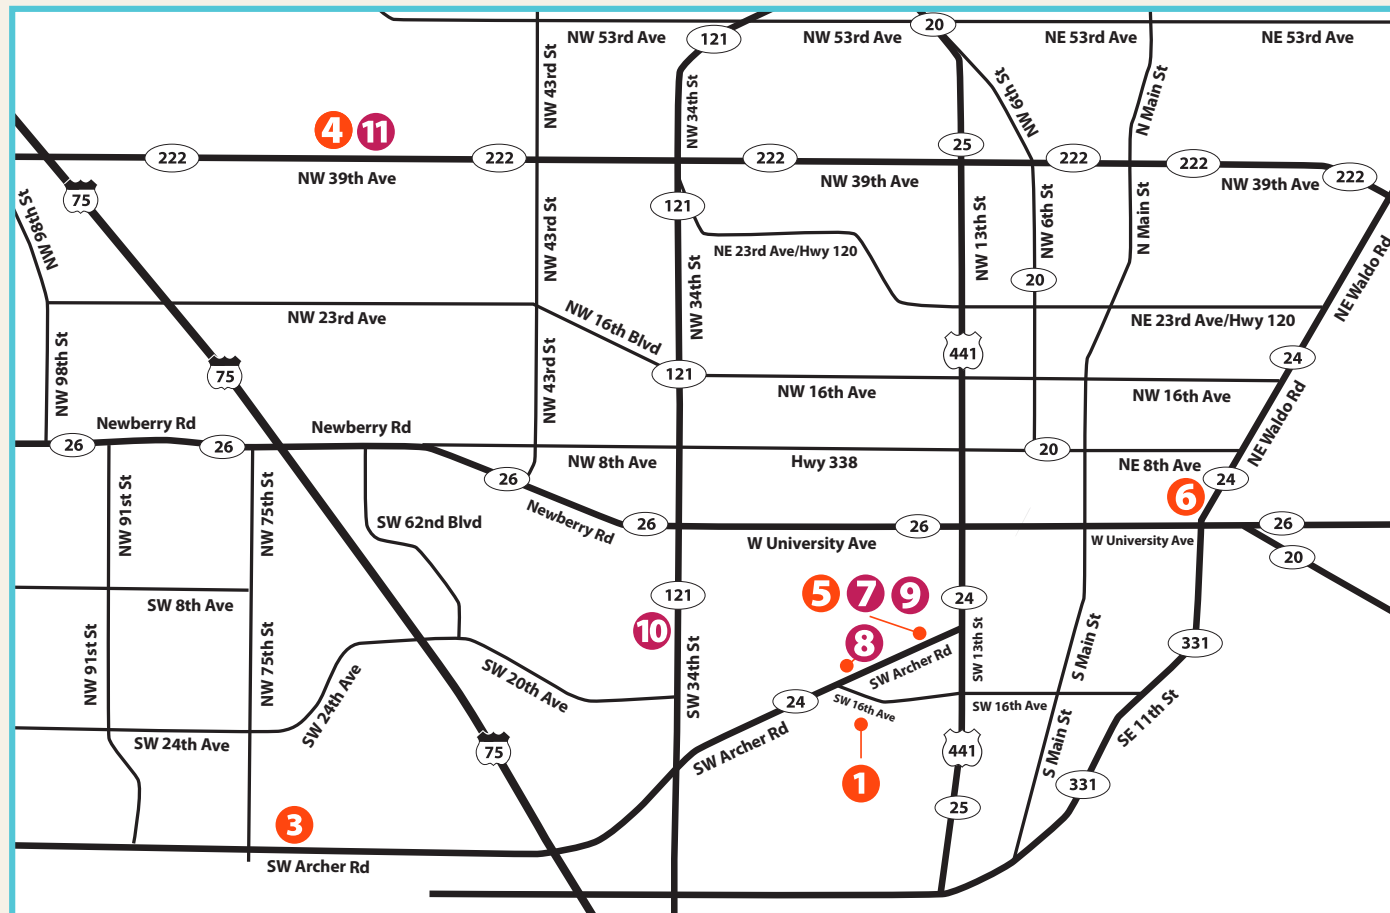 20
NW 53rd Ave
121
NW 53rd Ave
NE 53rd Ave
NE 53rd Ave
NW 43rd St
NW 34th St
NW 6th St
N Main St
4
11
25
222
222
222
222
222
222
NW 39th Ave
NW 39th Ave
NW 39th Ave
75
NW 98th St
121
NW 43rd St
NW 13th St
NW 6th St
N Main St
NE 23rd Ave/Hwy 120
NW 34th St
20
NE Waldo Rd
NW 23rd Ave
NW 16th Blvd
NE 23rd Ave/Hwy 120
441
24
75
NW 98th St
NW 43rd St
121
NW 16th Ave
NW 16th Ave
NE Waldo Rd
Newberry Rd
Newberry Rd
26
26
20
NW 8th Ave
Hwy 338
NE 8th Ave
26
24
6
NW 91st St
NW 75th St
SW 62nd Blvd
Newberry Rd
26
26
26
W University Ave
W University Ave
20
SW 8th Ave
121
5
7
9
24
10
8
SW 13th St
331
NW 91st St
NW 75th St
SW 24th Ave
SW 20th Ave
SW 34th St
SW Archer Rd
S Main St
24
SW 16th Ave
SW 16th Ave
SE 11th St
SW 24th Ave
75
SW Archer Rd
441
S Main St
1
331
25
3
SW Archer Rd